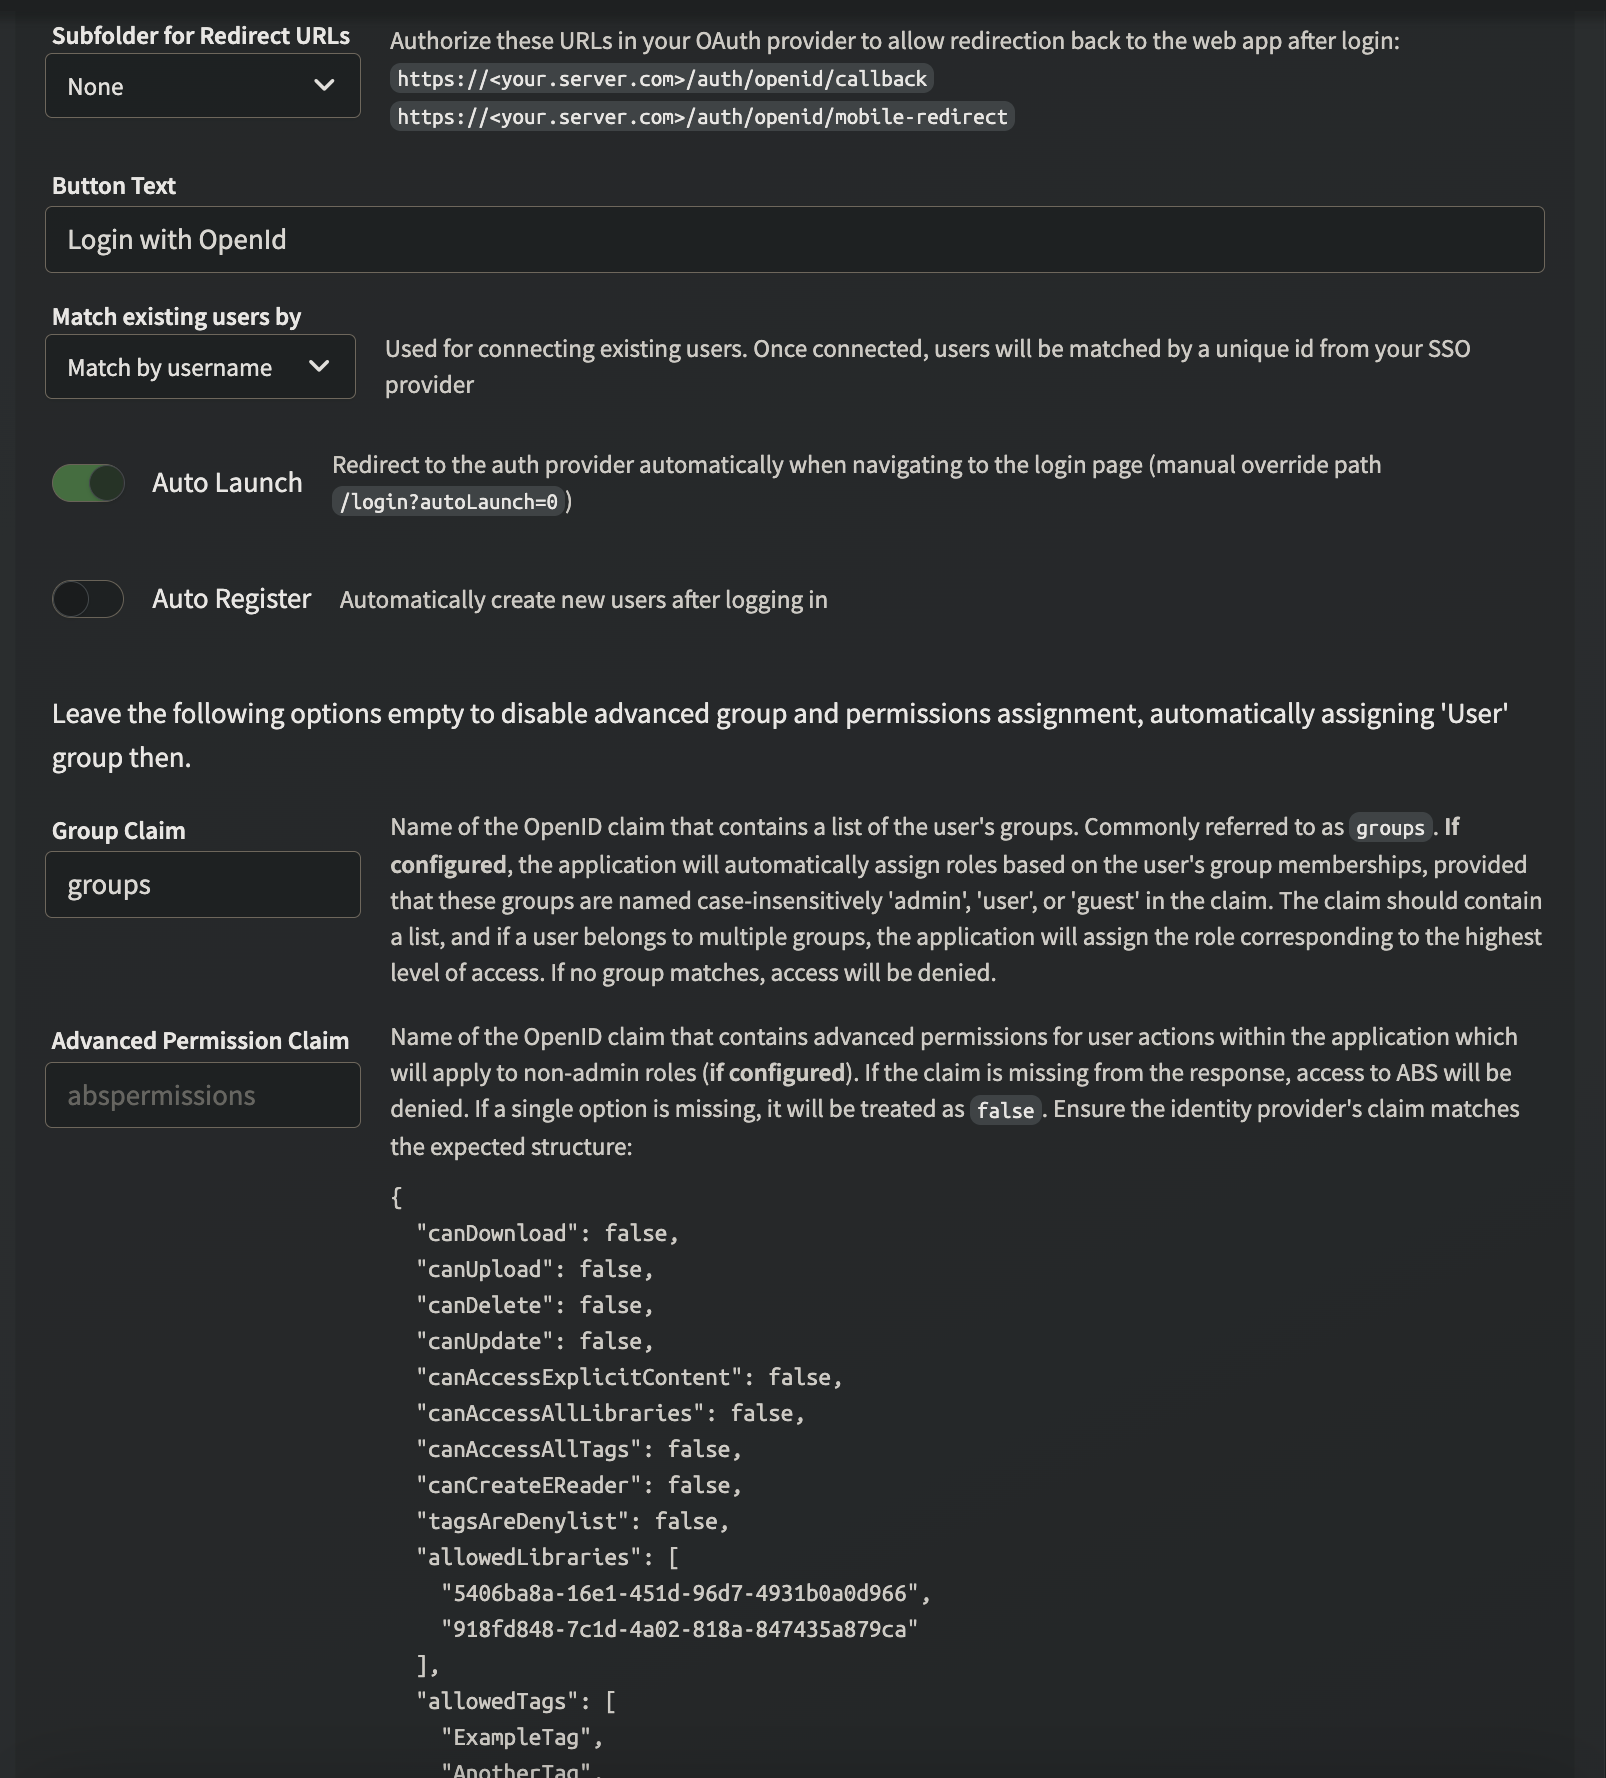 Subfolder for Redirect URLs
None
Authorize these URLs in your OAuth provider to allow redirection back to the web app after login:
https://<your.server.com>/auth/openid/callback
https://<your.server.com>/auth/openid/mobile-redirect
Button Text
Login with OpenId
Match existing users by
Match by username
Used for connecting existing users. Once connected, users will be matched by a unique id from your SSO
provider
Auto Launch
Redirect to the auth provider automatically when navigating to the login page (manual override path
/login?autoLaunch=0)
Auto Register
Automatically create new users after logging in
Leave the following options empty to disable advanced group and permissions assignment, automatically assigning 'User'
group then.
Group Claim
groups
Name of the OpenID claim that contains a list of the user's groups. Commonly referred to as groups. If
configured, the application will automatically assign roles based on the user's group memberships, provided
that these groups are named case-insensitively 'admin', 'user', or 'guest' in the claim. The claim should contain
a list, and if a user belongs to multiple groups, the application will assign the role corresponding to the highest
level of access. If no group matches, access will be denied.
Advanced Permission Claim
abspermissions
Name of the OpenID claim that contains advanced permissions for user actions within the application which
will apply to non-admin roles (if configured). If the claim is missing from the response, access to ABS will be
denied. If a single option is missing, it will be treated as false. Ensure the identity provider's claim matches
the expected structure:
{
"canDownload": false,
"canUpload": false,
"canDelete": false,
"canUpdate": false,
"canAccessExplicitContent": false,
"canAccessAllLibraries": false,
"canAccessAllTags": false,
"canCreateEReader": false,
"tagsAreDenylist": false,
"allowedLibraries": [
"5406ba8a-16e1-451d-96d7-4931b0a0d966",
"918fd848-7c1d-4a02-818a-847435a879ca"
],
"allowedTags": [
"ExampleTag",
"AnotherTag",